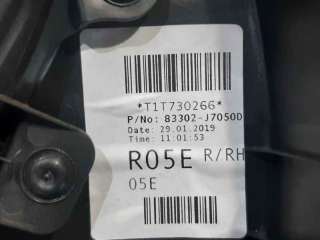 *T1T730266*
P/No: 83302-J7050D
Date: 29.01.2019
Time: 11:01:53
R05E R/RH
05E